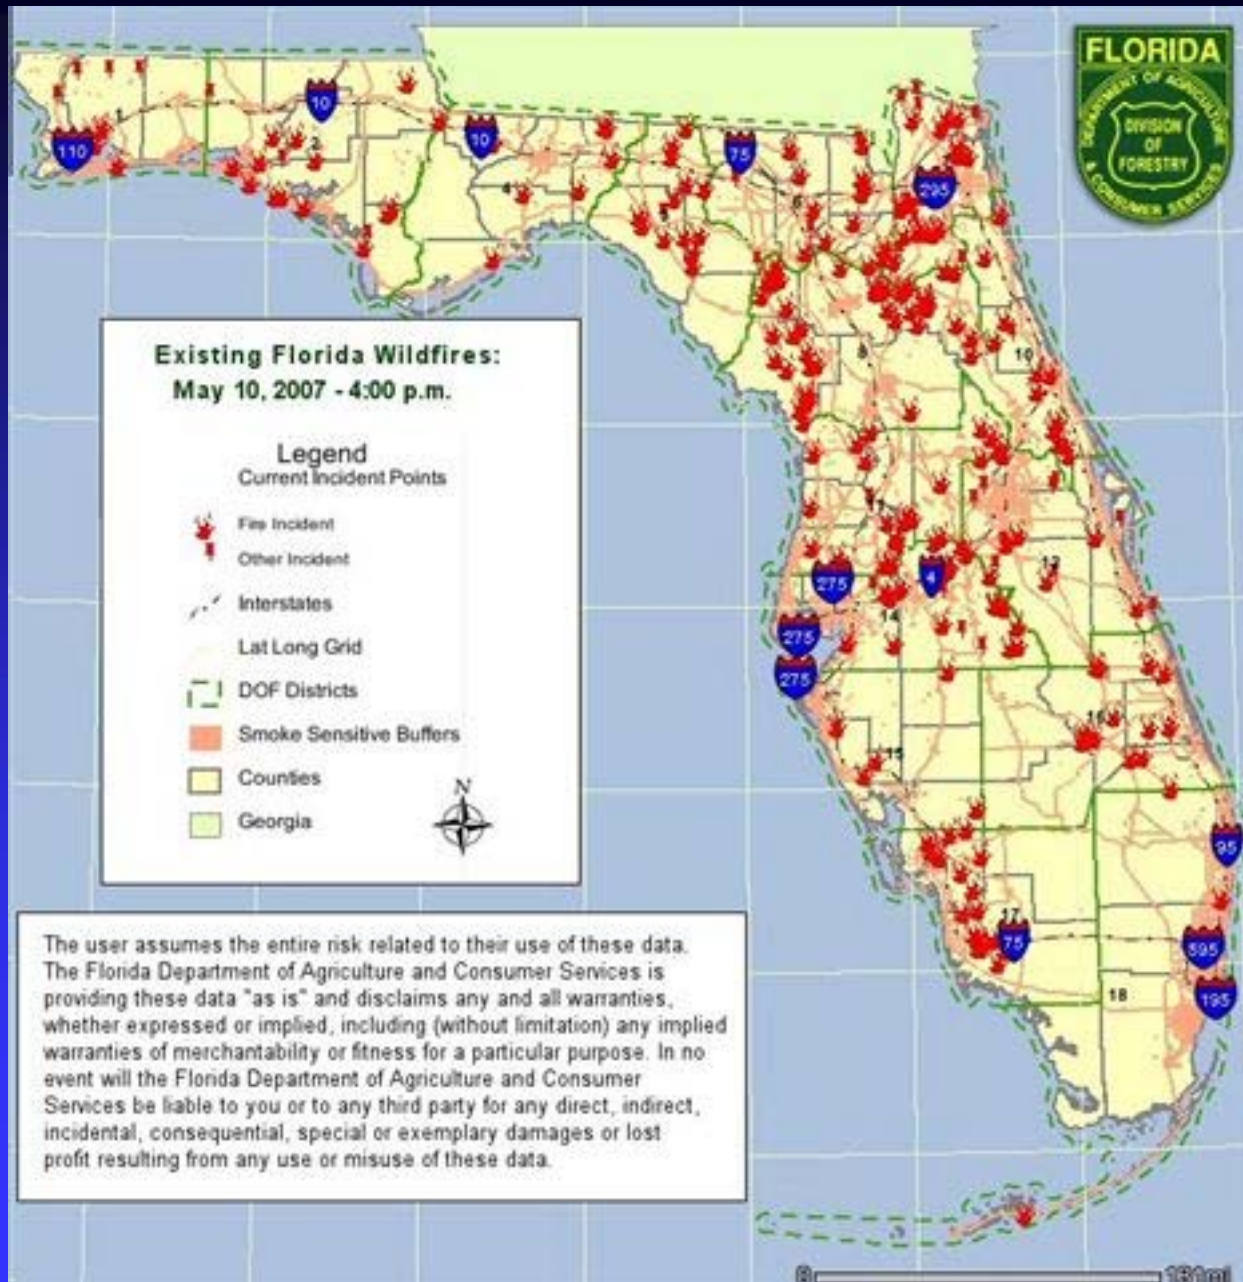 FLORIDA
DEPARTMENT OF AGRICULTURE
& CONSUMER SERVICES
DIVISION
OF
FORESTRY
10
110
10
75
295
1
2
4
5
6
8
10
11
12
275
4
275
14
275
16
15
95
17
75
595
18
195
Existing Florida Wildfires:
May 10, 2007 - 4:00 p.m.
Legend
Current Incident Points
Fire Incident
Other Incident
Interstates
Lat Long Grid
DOF Districts
Smoke Sensitive Buffers
Counties
Georgia
N
The user assumes the entire risk related to their use of these data.
The Florida Department of Agriculture and Consumer Services is
providing these data "as is" and disclaims any and all warranties,
whether expressed or implied, including (without limitation) any implied
warranties of merchantability or fitness for a particular purpose. In no
event will the Florida Department of Agriculture and Consumer
Services be liable to you or to any third party for any direct, indirect,
incidental, consequential, special or exemplary damages or lost
profit resulting from any use or misuse of these data.
0